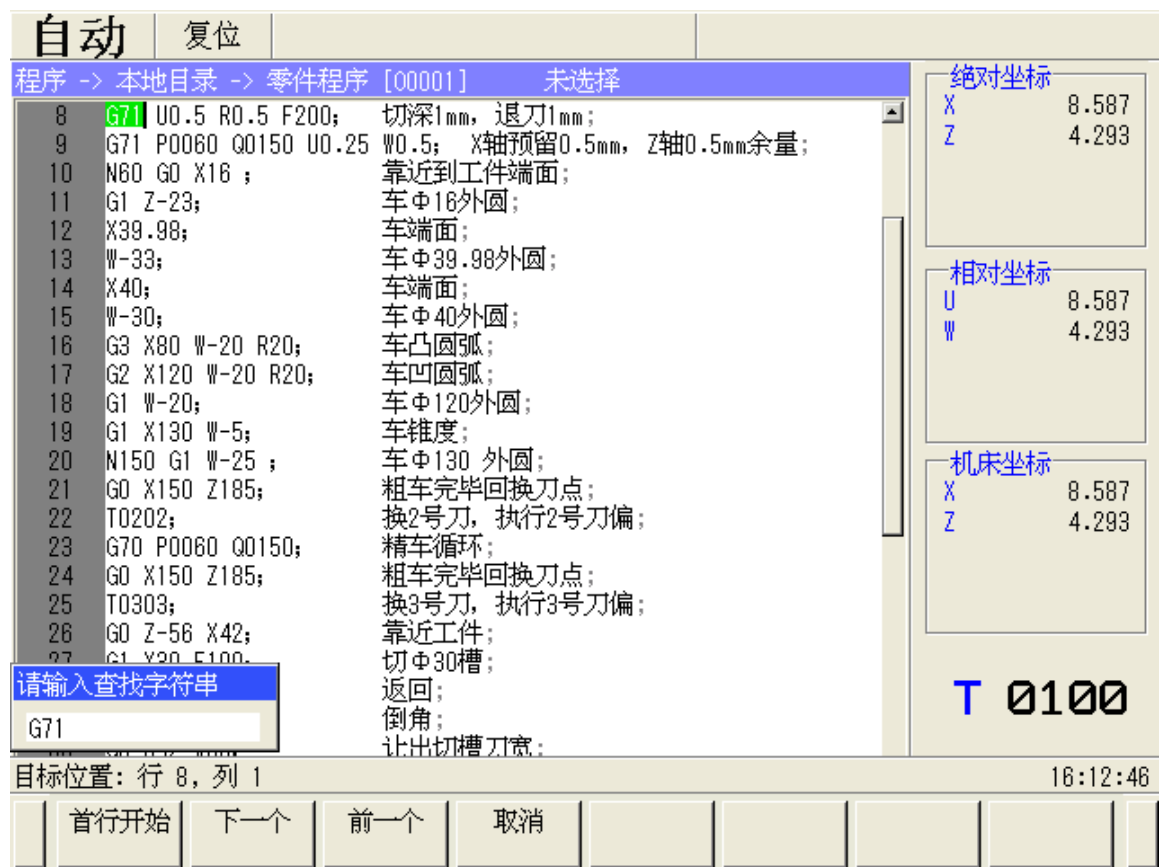 自动 复位
程序 -> 本地目录 -> 零件程序 [00001] 未选择
8 G71 U0.5 R0.5 F200; 切深1mm，退刀1mm;
9 G71 P0060 Q0150 U0.25 W0.5; X轴预留0.5mm，Z轴0.5mm余量;
10 N60 G0 X16 ; 靠近到工件端面;
11 G1 Z-23; 车Φ16外圆;
12 X39.98; 车端面;
13 W-33; 车Φ39.98外圆;
14 X40; 车端面;
15 W-30; 车Φ40外圆;
16 G3 X80 W-20 R20; 车凸圆弧;
17 G2 X120 W-20 R20; 车凹圆弧;
18 G1 W-20; 车Φ120外圆;
19 G1 X130 W-5; 车锥度;
20 N150 G1 W-25 ; 车Φ130 外圆;
21 G0 X150 Z185; 粗车完毕回换刀点;
22 T0202; 换2号刀，执行2号刀偏;
23 G70 P0060 Q0150; 精车循环;
24 G0 X150 Z185; 粗车完毕回换刀点;
25 T0303; 换3号刀，执行3号刀偏;
26 G0 Z-56 X42; 靠近工件;
27 G1 X30 F100; 切Φ30槽;
返回;
倒角;
让出切槽刀宽;
请输入查找字符串
G71
绝对坐标
X 8.587
Z 4.293
相对坐标
U 8.587
W 4.293
机床坐标
X 8.587
Z 4.293
T 0100
目标位置: 行 8, 列 1 16:12:46
首行开始 下一个 前一个 取消